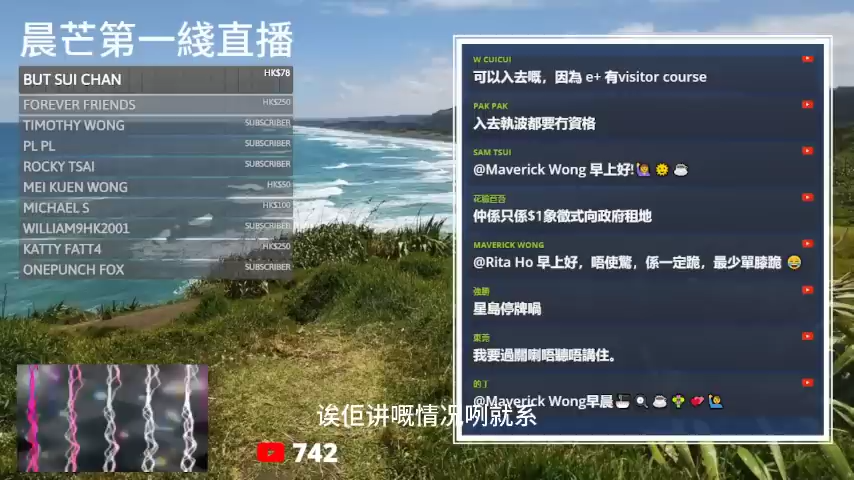 晨芒第一綫直播
BUT SUI CHAN HK$78
FOREVER FRIENDS HK$250
TIMOTHY WONG SUBSCRIBER
PL PL SUBSCRIBER
ROCKY TSAI SUBSCRIBER
MEI KUEN WONG HK$50
MICHAEL S HK$100
WILLIAM9HK2001 SUBSCRIBER
KATTY FATT4 HK$250
ONEPUNCH FOX SUBSCRIBER
W CUICUI
可以入去嘅，因為 e+ 有visitor course
PAK PAK
入去執波都要冇資格
SAM TSUI
@Maverick Wong 早上好!🙋🌞☕
仲係只係$1象徵式向政府租地
MAVERICK WONG
@Rita Ho 早上好，唔使驚，係一定跪，最少單膝跪 😅
強勝
星島停牌喎
東莞
我要過關喇唔聽唔講住。
的丁
@Maverick Wong早晨
诶佢讲嘅情况咧就系
742